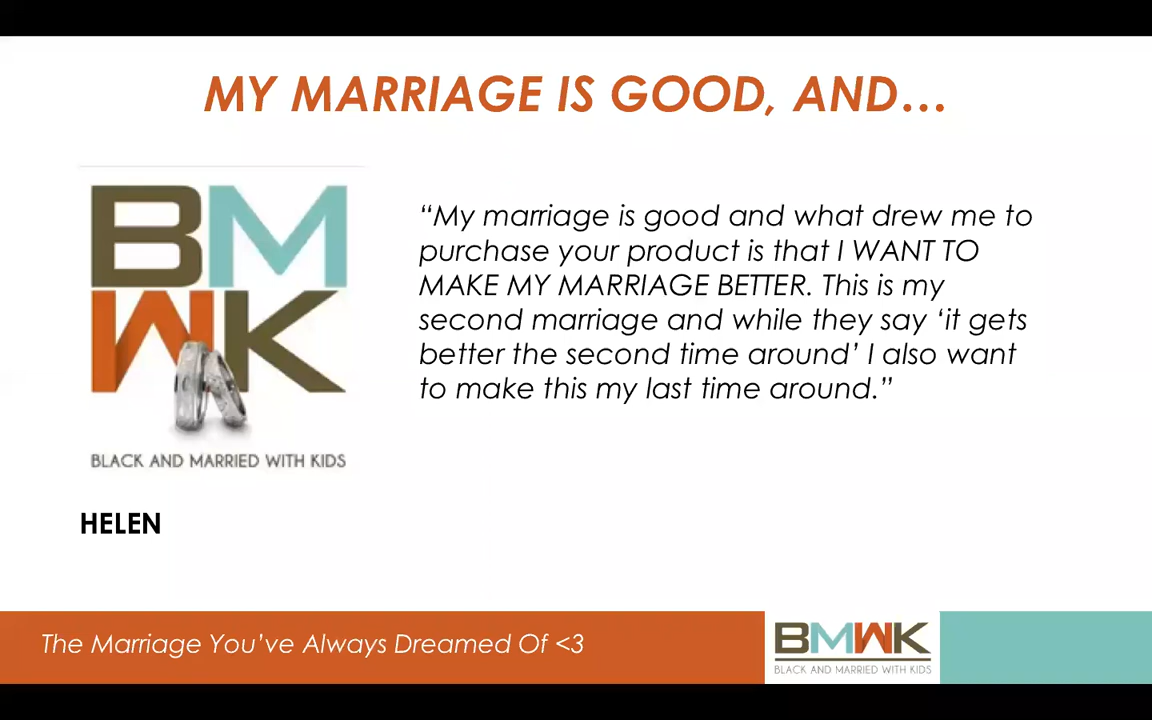 MY MARRIAGE IS GOOD, AND...
BM
WK
BLACK AND MARRIED WITH KIDS
HELEN
“My marriage is good and what drew me to
purchase your product is that I WANT TO
MAKE MY MARRIAGE BETTER. This is my
second marriage and while they say ‘it gets
better the second time around’ I also want
to make this my last time around.”
The Marriage You’ve Always Dreamed Of <3
BMWK
BLACK AND MARRIED WITH KIDS